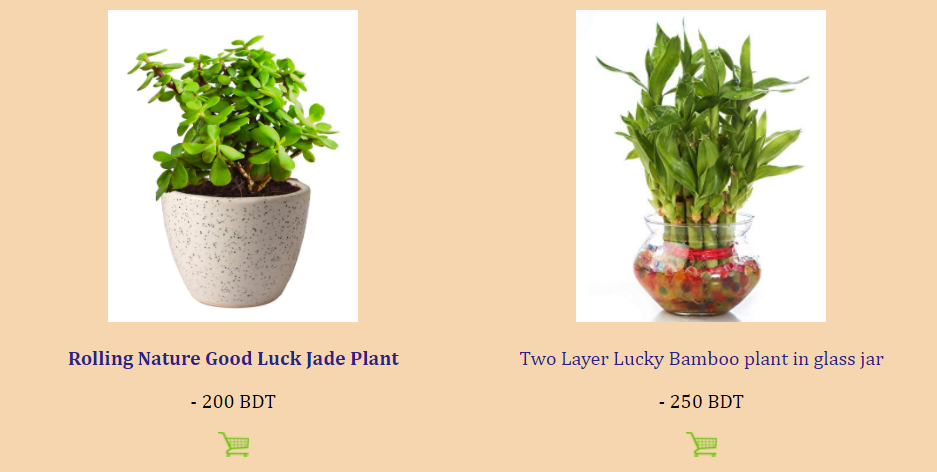 Rolling Nature Good Luck Jade Plant
- 200 BDT
Two Layer Lucky Bamboo plant in glass jar
- 250 BDT